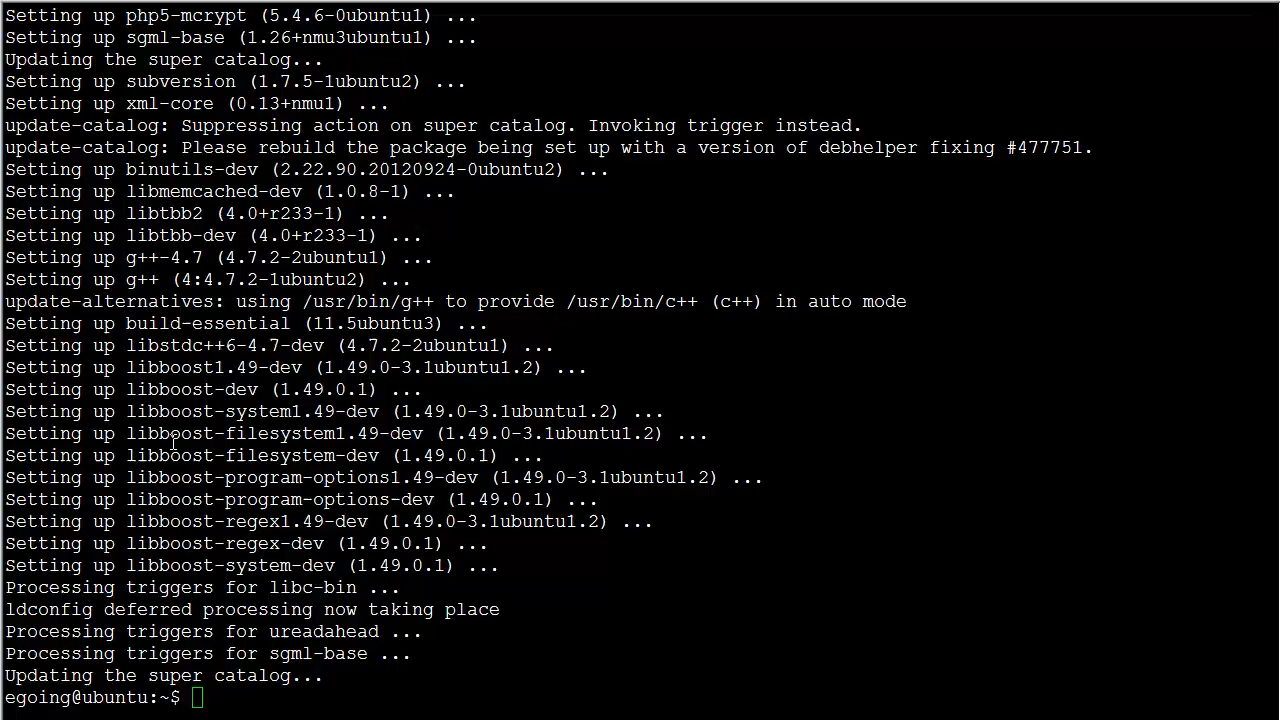 Setting up php5-mcrypt (5.4.6-0ubuntu1) ...
Setting up sgml-base (1.26+nmu3ubuntu1) ...
Updating the super catalog...
Setting up subversion (1.7.5-1ubuntu2) ...
Setting up xml-core (0.13+nmu1) ...
update-catalog: Suppressing action on super catalog. Invoking trigger instead.
update-catalog: Please rebuild the package being set up with a version of debhelper fixing #477751.
Setting up binutils-dev (2.22.90.20120924-0ubuntu2) ...
Setting up libmemcached-dev (1.0.8-1) ...
Setting up libtbb2 (4.0+r233-1) ...
Setting up libtbb-dev (4.0+r233-1) ...
Setting up g++-4.7 (4.7.2-2ubuntu1) ...
Setting up g++ (4:4.7.2-1ubuntu2) ...
update-alternatives: using /usr/bin/g++ to provide /usr/bin/c++ (c++) in auto mode
Setting up build-essential (11.5ubuntu3) ...
Setting up libstdc++6-4.7-dev (4.7.2-2ubuntu1) ...
Setting up libboost1.49-dev (1.49.0-3.1ubuntu1.2) ...
Setting up libboost-dev (1.49.0.1) ...
Setting up libboost-system1.49-dev (1.49.0-3.1ubuntu1.2) ...
Setting up libboost-filesystem1.49-dev (1.49.0-3.1ubuntu1.2) ...
Setting up libboost-filesystem-dev (1.49.0.1) ...
Setting up libboost-program-options1.49-dev (1.49.0-3.1ubuntu1.2) ...
Setting up libboost-program-options-dev (1.49.0.1) ...
Setting up libboost-regex1.49-dev (1.49.0-3.1ubuntu1.2) ...
Setting up libboost-regex-dev (1.49.0.1) ...
Setting up libboost-system-dev (1.49.0.1) ...
Processing triggers for libc-bin ...
ldconfig deferred processing now taking place
Processing triggers for ureadahead ...
Processing triggers for sgml-base ...
Updating the super catalog...
egoing@ubuntu:~$